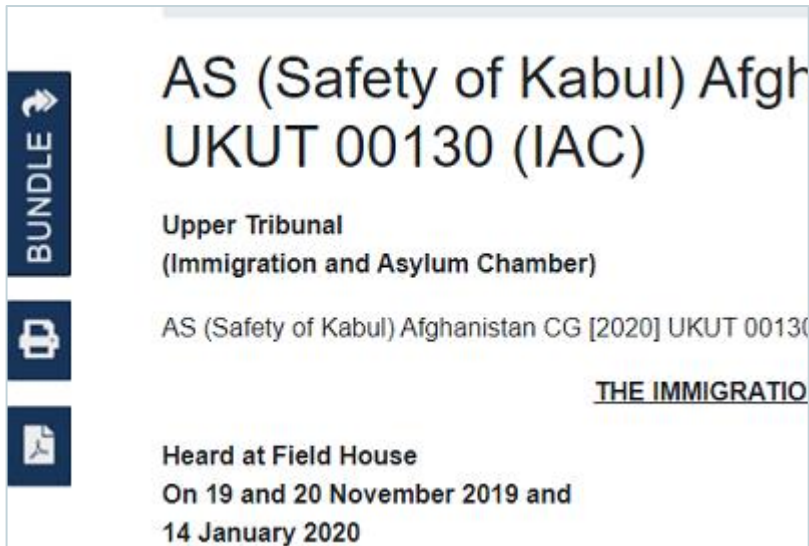 BUNDLE
AS (Safety of Kabul) Afgh
UKUT 00130 (IAC)
Upper Tribunal
(Immigration and Asylum Chamber)
AS (Safety of Kabul) Afghanistan CG [2020] UKUT 00130
THE IMMIGRATIO
Heard at Field House
On 19 and 20 November 2019 and
14 January 2020